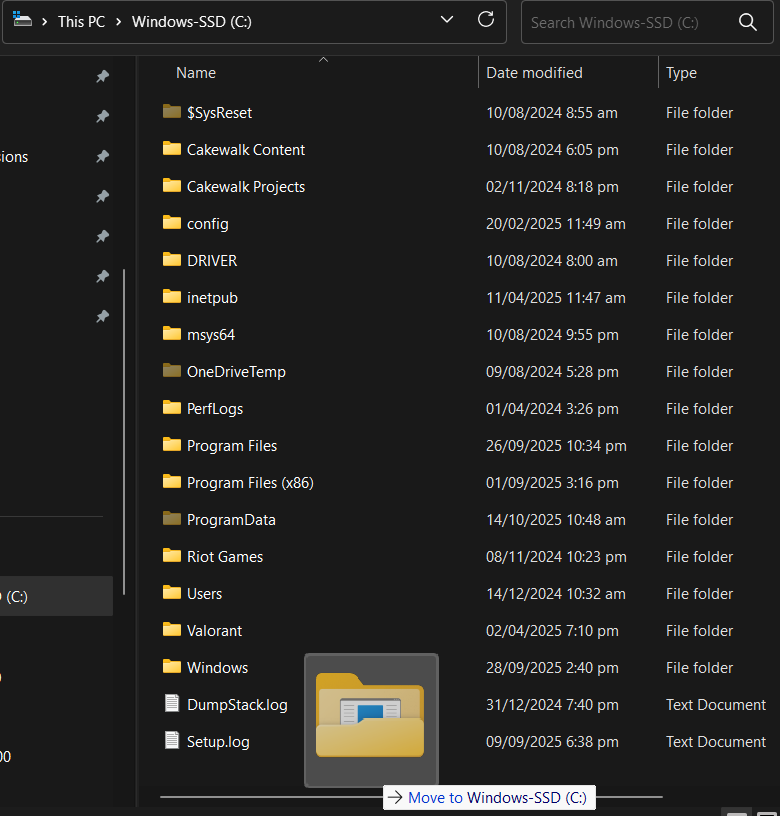 This PC > Windows-SSD (C:)
Search Windows-SSD (C:)
Name Date modified Type
$SysReset 10/08/2024 8:55 am File folder
Cakewalk Content 10/08/2024 6:05 pm File folder
Cakewalk Projects 02/11/2024 8:18 pm File folder
config 20/02/2025 11:49 am File folder
DRIVER 10/08/2024 8:00 am File folder
inetpub 11/04/2025 11:47 am File folder
msys64 10/08/2024 9:55 pm File folder
OneDriveTemp 09/08/2024 5:28 pm File folder
PerfLogs 01/04/2024 3:26 pm File folder
Program Files 26/09/2025 10:34 pm File folder
Program Files (x86) 01/09/2025 3:16 pm File folder
ProgramData 14/10/2025 10:48 am File folder
Riot Games 08/11/2024 10:23 pm File folder
Users 14/12/2024 10:32 am File folder
Valorant 02/04/2025 7:10 pm File folder
Windows 28/09/2025 2:40 pm File folder
DumpStack.log 31/12/2024 7:40 pm Text Document
Setup.log 09/09/2025 6:38 pm Text Document
Move to Windows-SSD (C:)
ions
(C:)
00